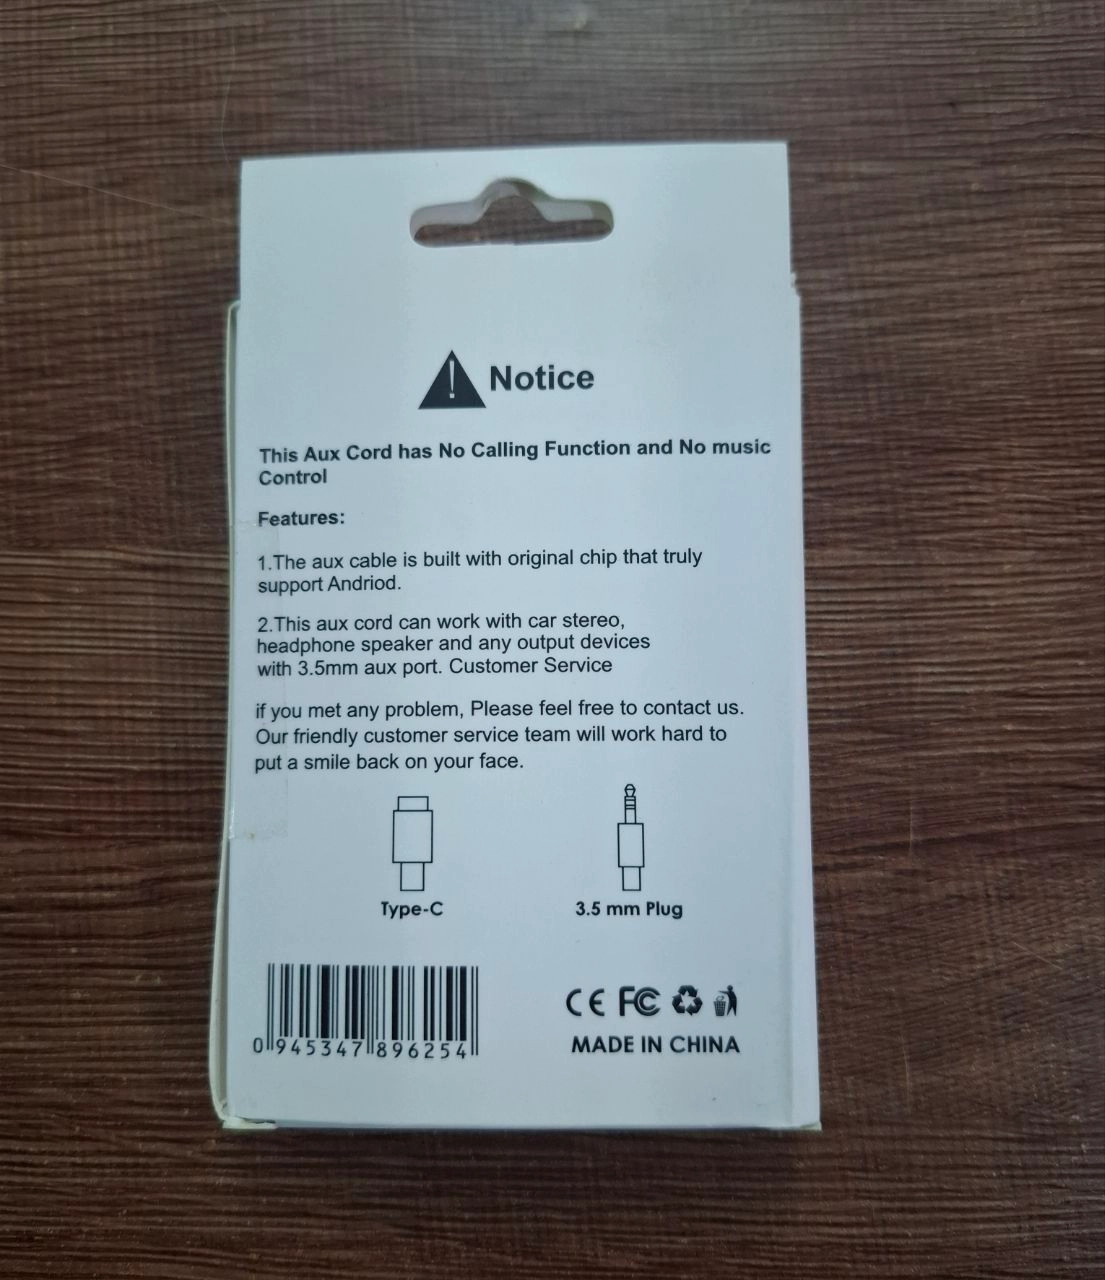 Notice
This Aux Cord has No Calling Function and No music
Control
Features:
1.The aux cable is built with original chip that truly
support Andriod.
2.This aux cord can work with car stereo,
headphone speaker and any output devices
with 3.5mm aux port. Customer Service
if you met any problem, Please feel free to contact us.
Our friendly customer service team will work hard to
put a smile back on your face.
Type-C
3.5 mm Plug
CE FC
MADE IN CHINA
0 945347 896254